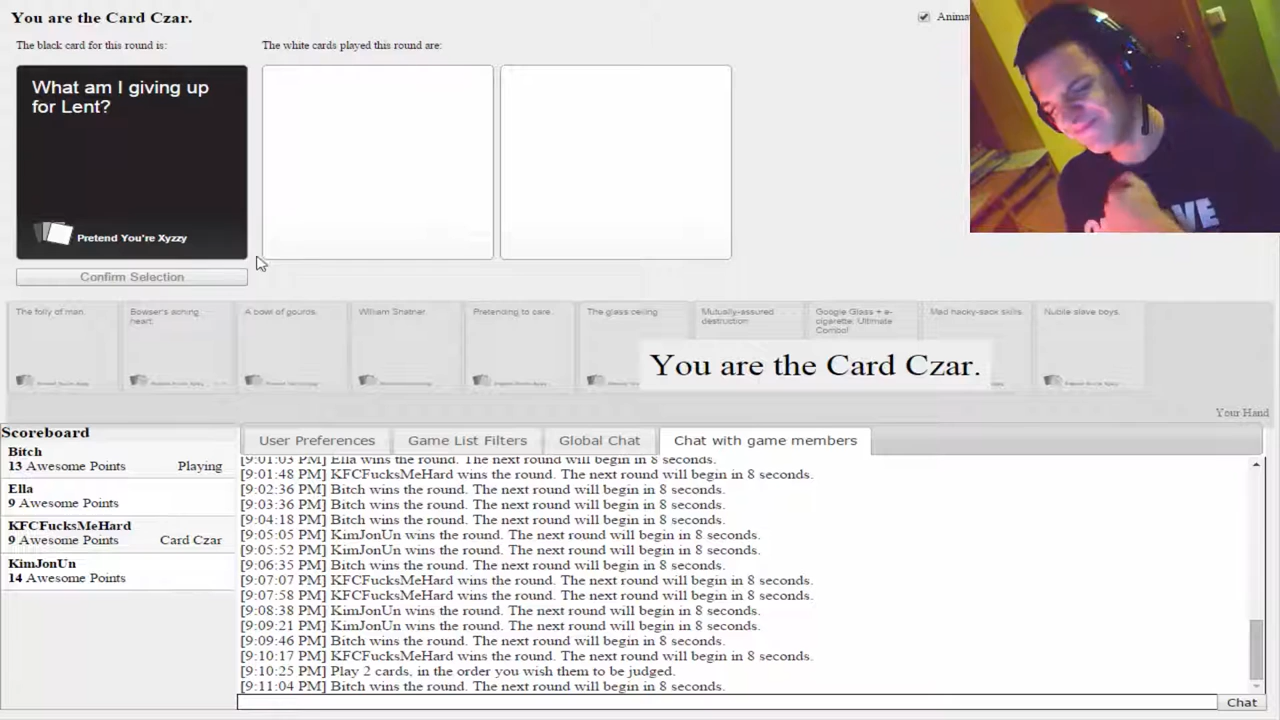 You are the Card Czar.
Anima
The black card for this round is:
The white cards played this round are:
What am I giving up
for Lent?
Pretend You're Xyzzy
Confirm Selection
The folly of man.
Bowser's aching
heart.
A bowl of gourds.
William Shatner.
Pretending to care.
The glass ceiling
Mutually-assured
destruction
Google Glass + e-
cigarette: Ultimate
Combo!
Mad hacky-sack skills.
Nubile slave boys.
You are the Card Czar.
Your Hand
Scoreboard
Bitch
13 Awesome Points Playing
Ella
9 Awesome Points
KFCFucksMeHard
9 Awesome Points Card Czar
KimJonUn
14 Awesome Points
User Preferences
Game List Filters
Global Chat
Chat with game members
[9:01:03 PM] Ella wins the round. The next round will begin in 8 seconds.
[9:01:48 PM] KFCFucksMeHard wins the round. The next round will begin in 8 seconds.
[9:02:36 PM] Bitch wins the round. The next round will begin in 8 seconds.
[9:03:36 PM] Bitch wins the round. The next round will begin in 8 seconds.
[9:04:18 PM] Bitch wins the round. The next round will begin in 8 seconds.
[9:05:05 PM] KimJonUn wins the round. The next round will begin in 8 seconds.
[9:05:52 PM] KimJonUn wins the round. The next round will begin in 8 seconds.
[9:06:35 PM] Bitch wins the round. The next round will begin in 8 seconds.
[9:07:07 PM] KFCFucksMeHard wins the round. The next round will begin in 8 seconds.
[9:07:58 PM] KFCFucksMeHard wins the round. The next round will begin in 8 seconds.
[9:08:38 PM] KimJonUn wins the round. The next round will begin in 8 seconds.
[9:09:21 PM] KimJonUn wins the round. The next round will begin in 8 seconds.
[9:09:46 PM] Bitch wins the round. The next round will begin in 8 seconds.
[9:10:17 PM] KFCFucksMeHard wins the round. The next round will begin in 8 seconds.
[9:10:25 PM] Play 2 cards, in the order you wish them to be judged.
[9:11:04 PM] Bitch wins the round. The next round will begin in 8 seconds.
Chat